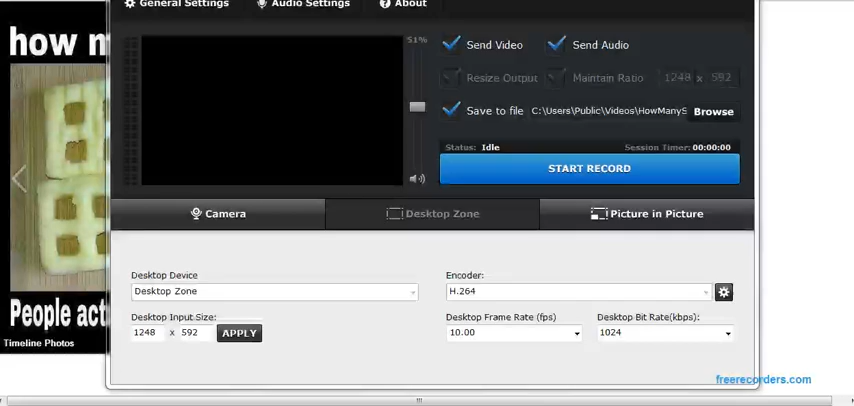 General Settings
Audio Settings
About
how m
51%
Send Video
Send Audio
Resize Output
Maintain Ratio
1248 x 592
Save to file
C:\Users\Public\Videos\HowManyS
Browse
Status: Idle
Session Timer: 00:00:00
START RECORD
Camera
Desktop Zone
Picture in Picture
Desktop Device
Desktop Zone
Encoder:
H.264
Desktop Input Size:
1248 x 592
APPLY
Desktop Frame Rate (fps)
10.00
Desktop Bit Rate(kbps):
1024
People act
Timeline Photos
freerecorders.com